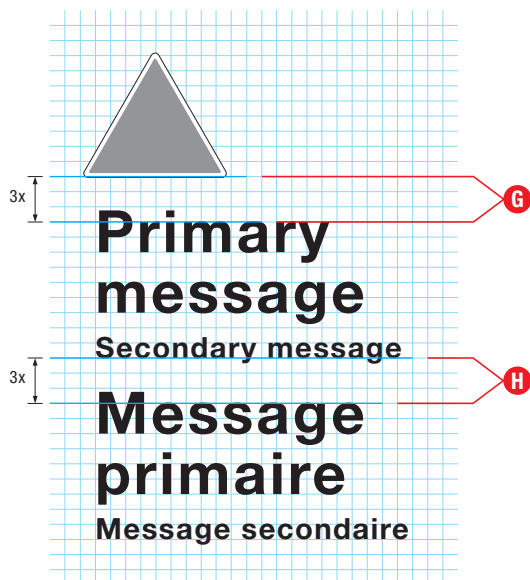 3x
G
Primary
message
Secondary message
3x
H
Message
primaire
Message secondaire